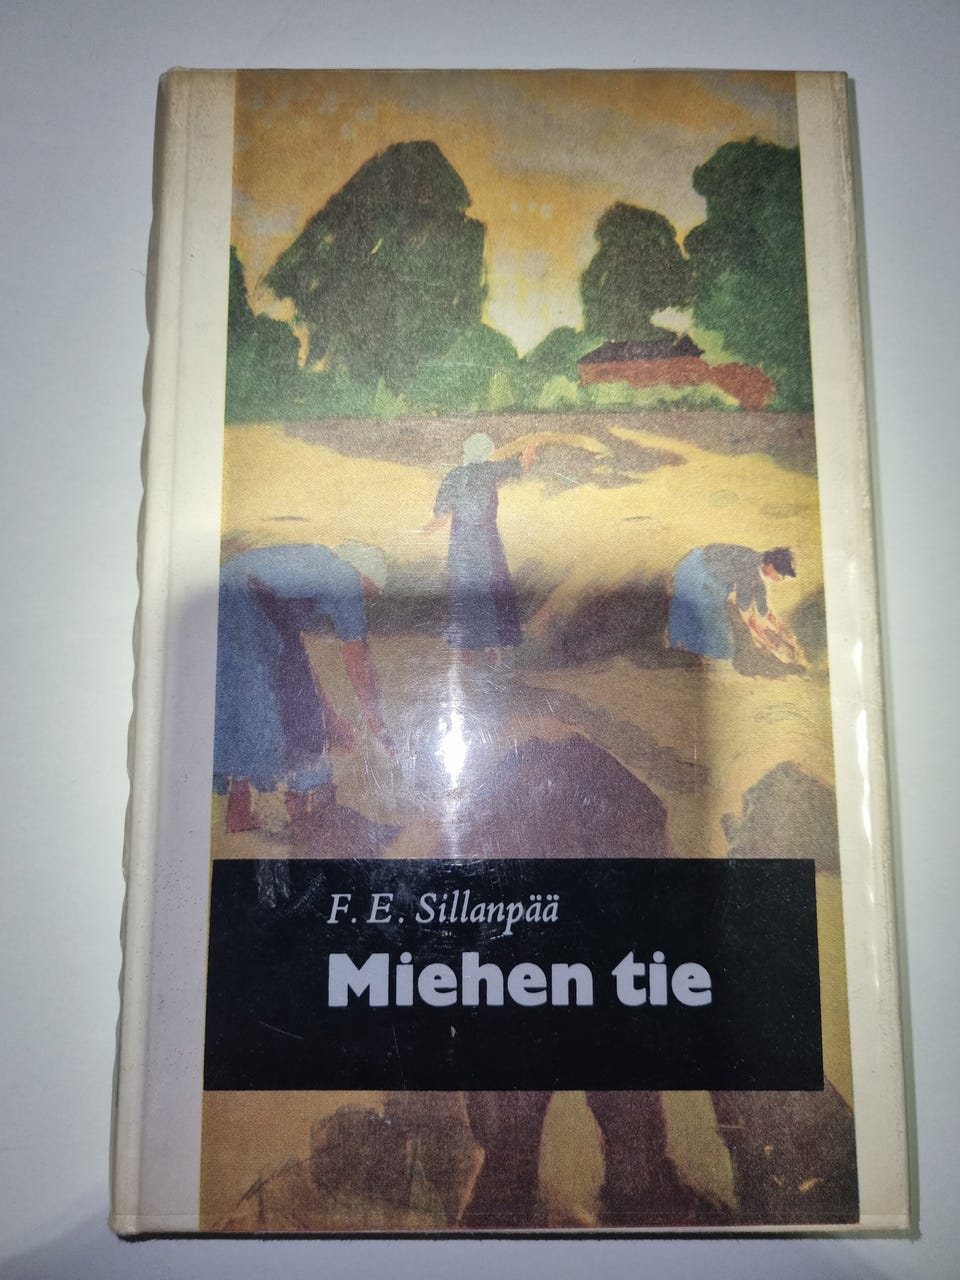 F. E. Sillanpää
Miehen tie